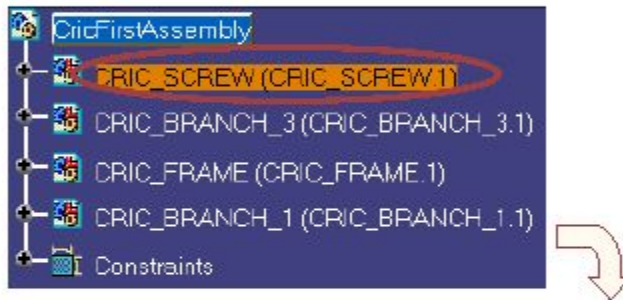 CricFirstAssembly
CRIC_SCREW (CRIC_SCREW.1)
CRIC_BRANCH_3 (CRIC_BRANCH_3.1)
CRIC_FRAME (CRIC_FRAME.1)
CRIC_BRANCH_1 (CRIC_BRANCH_1.1)
Constraints